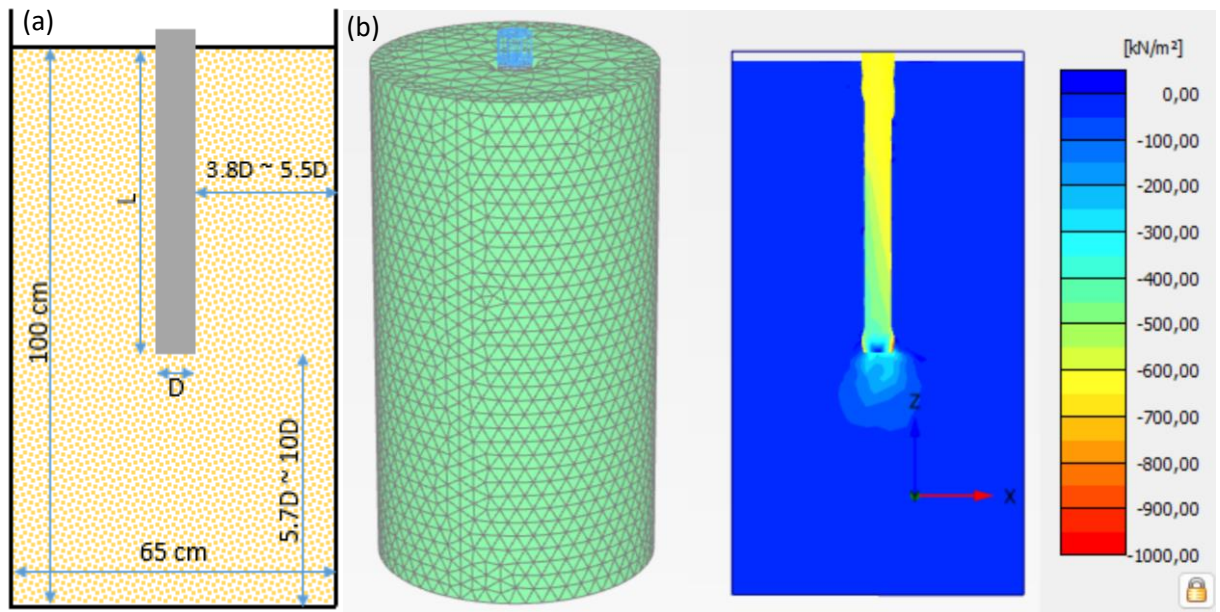 (a)
L
3.8D ~ 5.5D
100 cm
D
5.7D ~ 10D
65 cm
(b)
Z
X
[kN/m²]
0,00
-100,00
-200,00
-300,00
-400,00
-500,00
-600,00
-700,00
-800,00
-900,00
-1000,00